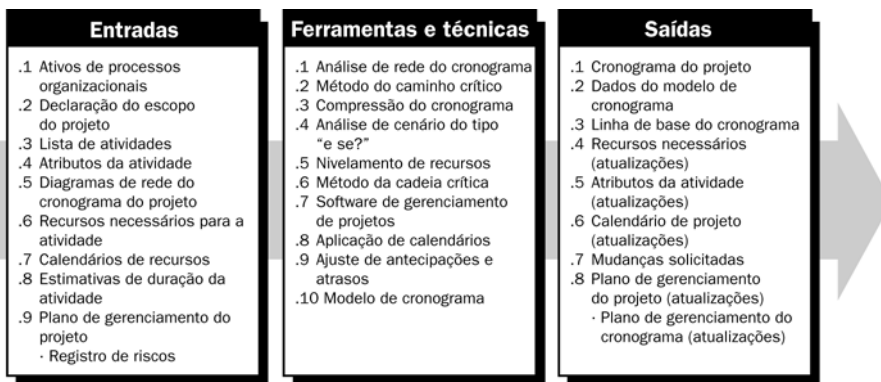 Entradas
.1 Ativos de processos
organizacionais
.2 Declaração do escopo
do projeto
.3 Lista de atividades
.4 Atributos da atividade
.5 Diagramas de rede do
cronograma do projeto
.6 Recursos necessários para a
atividade
.7 Calendários de recursos
.8 Estimativas de duração da
atividade
.9 Plano de gerenciamento do
projeto
· Registro de riscos
Ferramentas e técnicas
.1 Análise de rede do cronograma
.2 Método do caminho crítico
.3 Compressão do cronograma
.4 Análise de cenário do tipo
“e se?”
.5 Nivelamento de recursos
.6 Método da cadeia crítica
.7 Software de gerenciamento
de projetos
.8 Aplicação de calendários
.9 Ajuste de antecipações e
atrasos
.10 Modelo de cronograma
Saídas
.1 Cronograma do projeto
.2 Dados do modelo de
cronograma
.3 Linha de base do cronograma
.4 Recursos necessários
(atualizações)
.5 Atributos da atividade
(atualizações)
.6 Calendário de projeto
(atualizações)
.7 Mudanças solicitadas
.8 Plano de gerenciamento
do projeto (atualizações)
· Plano de gerenciamento do
cronograma (atualizações)